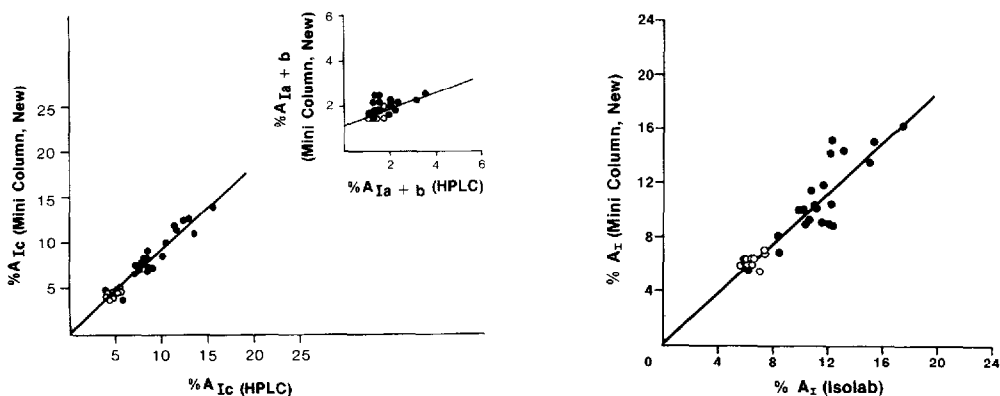 %A Ic (Mini Column, New)
25
20
15
10
5
5 10 15 20 25
%A Ic (HPLC)
%A Ia + b
(Mini Column, New)
6
4
2
0 2 4 6
%A Ia + b (HPLC)
% A I (Mini Column, New)
24
20
16
12
8
4
0 4 8 12 16 20 24
% A I (Isolab)